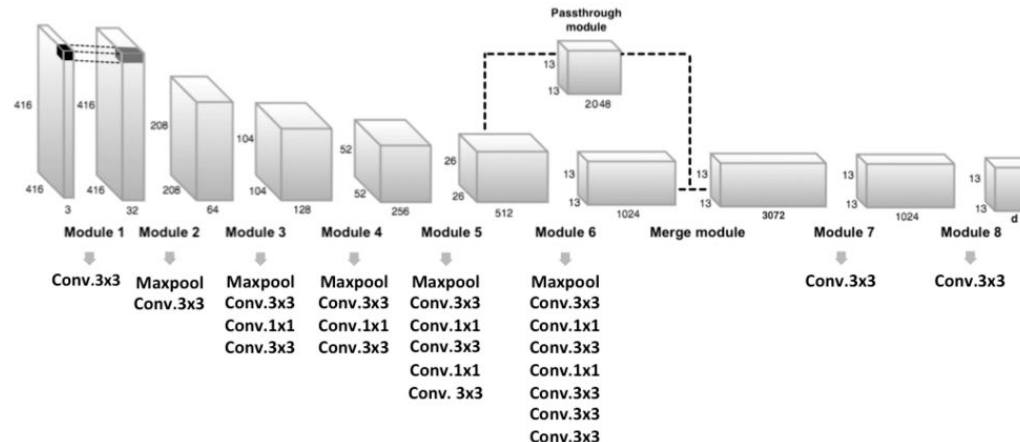 Passthrough
module
13
13
2048
416
416
3
416
416
32
208
208
64
104
104
128
52
52
256
26
26
512
13
13
1024
13
13
3072
13
13
1024
13
13
d
Module 1
Module 2
Module 3
Module 4
Module 5
Module 6
Merge module
Module 7
Module 8
Conv.3x3
Maxpool
Conv.3x3
Maxpool
Conv.3x3
Conv.1x1
Conv.3x3
Maxpool
Conv.3x3
Conv.1x1
Conv.3x3
Maxpool
Conv.3x3
Conv.1x1
Conv.3x3
Conv.1x1
Conv. 3x3
Maxpool
Conv.3x3
Conv.1x1
Conv.3x3
Conv.1x1
Conv.3x3
Conv.3x3
Conv.3x3
Conv.3x3
Conv.3x3